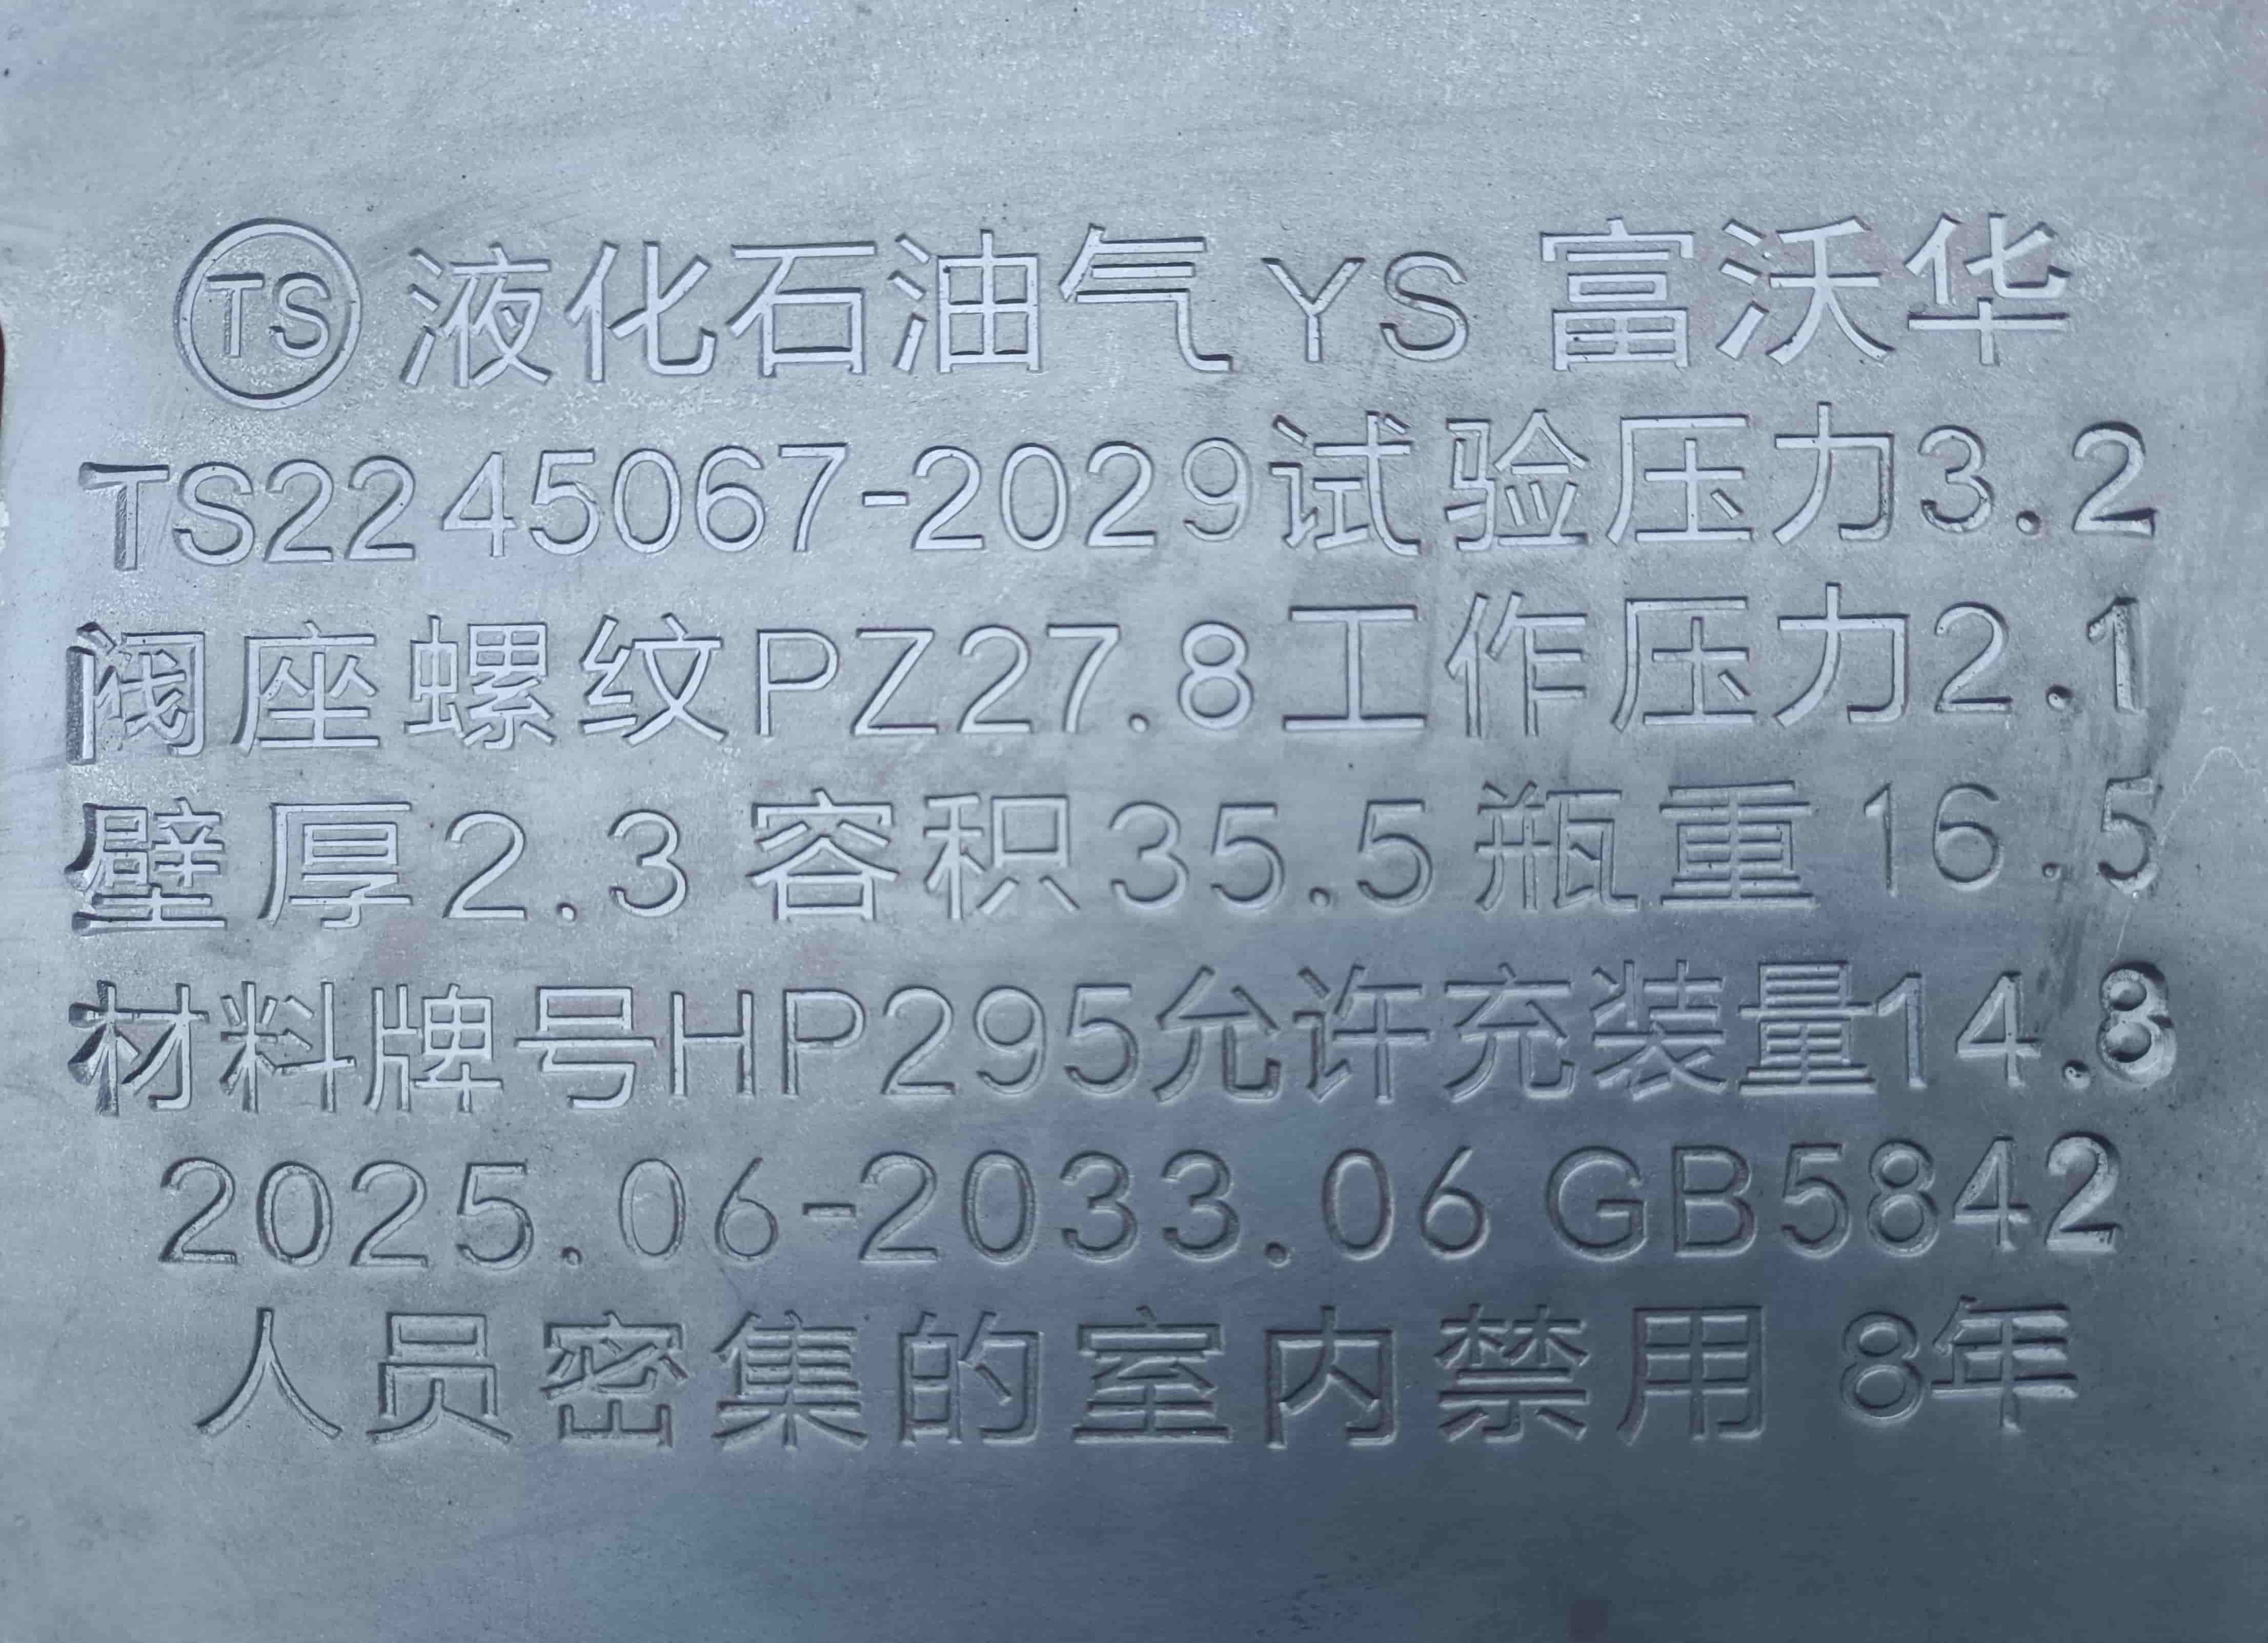 TS 液化石油气YS 富沃华
TS2245067-2029试验压力3.2
阀座螺纹PZ27.8工作压力2.1
壁厚2.3 容积35.5瓶重16.5
材料牌号HP295允许充装量14.8
2025.06-2033.06 GB5842
人员密集的室内禁用 8年